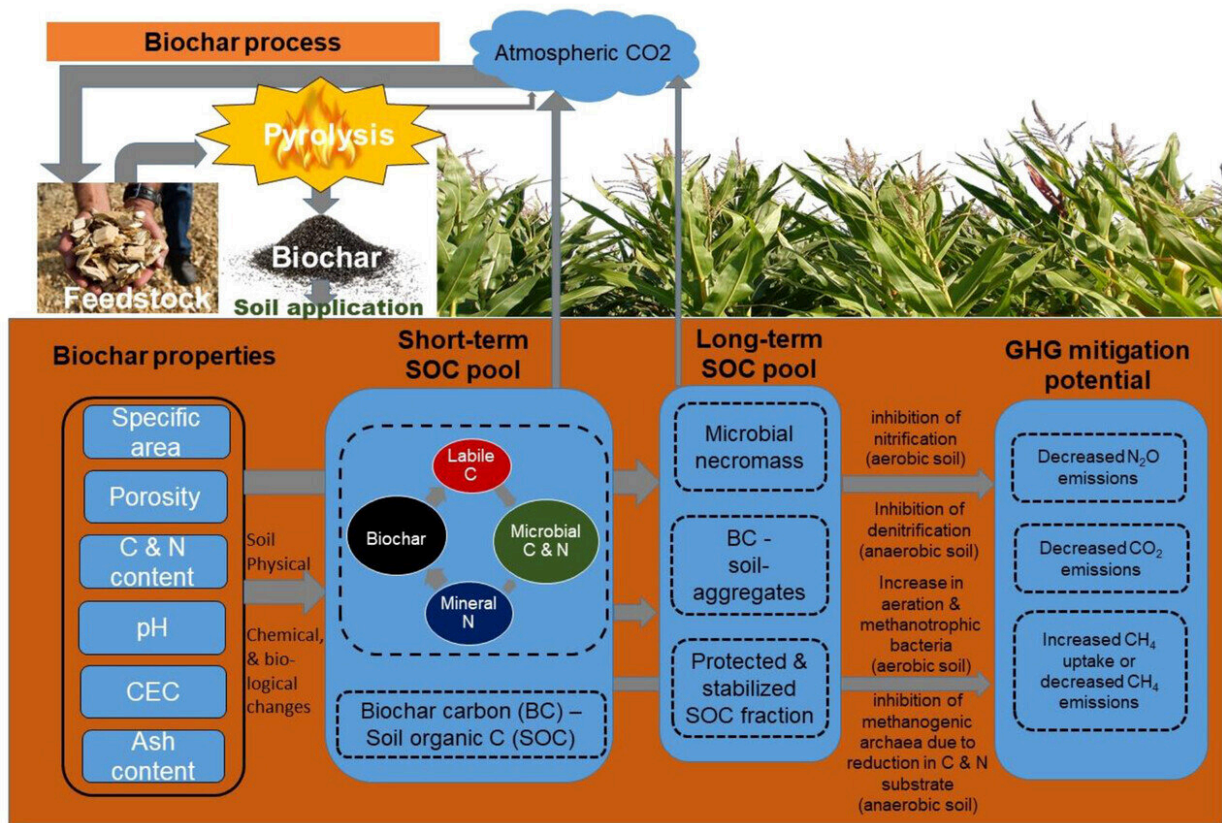 Biochar process
Atmospheric CO2
Pyrolysis
Feedstock
Biochar
Soil application
Biochar properties
Specific
area
Porosity
C & N
content
pH
CEC
Ash
content
Soil
Physical
Chemical,
& bio-
logical
changes
Short-term
SOC pool
Labile
C
Biochar
Microbial
C & N
Mineral
N
Biochar carbon (BC) –
Soil organic C (SOC)
Long-term
SOC pool
Microbial
necromass
BC -
soil-
aggregates
Protected &
stabilized
SOC fraction
inhibition of
nitrification
(aerobic soil)
Inhibition of
denitrification
(anaerobic soil)
Increase in
aeration &
methanotrophic
bacteria
(aerobic soil)
inhibition of
methanogenic
archaea due to
reduction in C & N
substrate
(anaerobic soil)
GHG mitigation
potential
Decreased N₂O
emissions
Decreased CO₂
emissions
Increased CH₄
uptake or
decreased CH₄
emissions